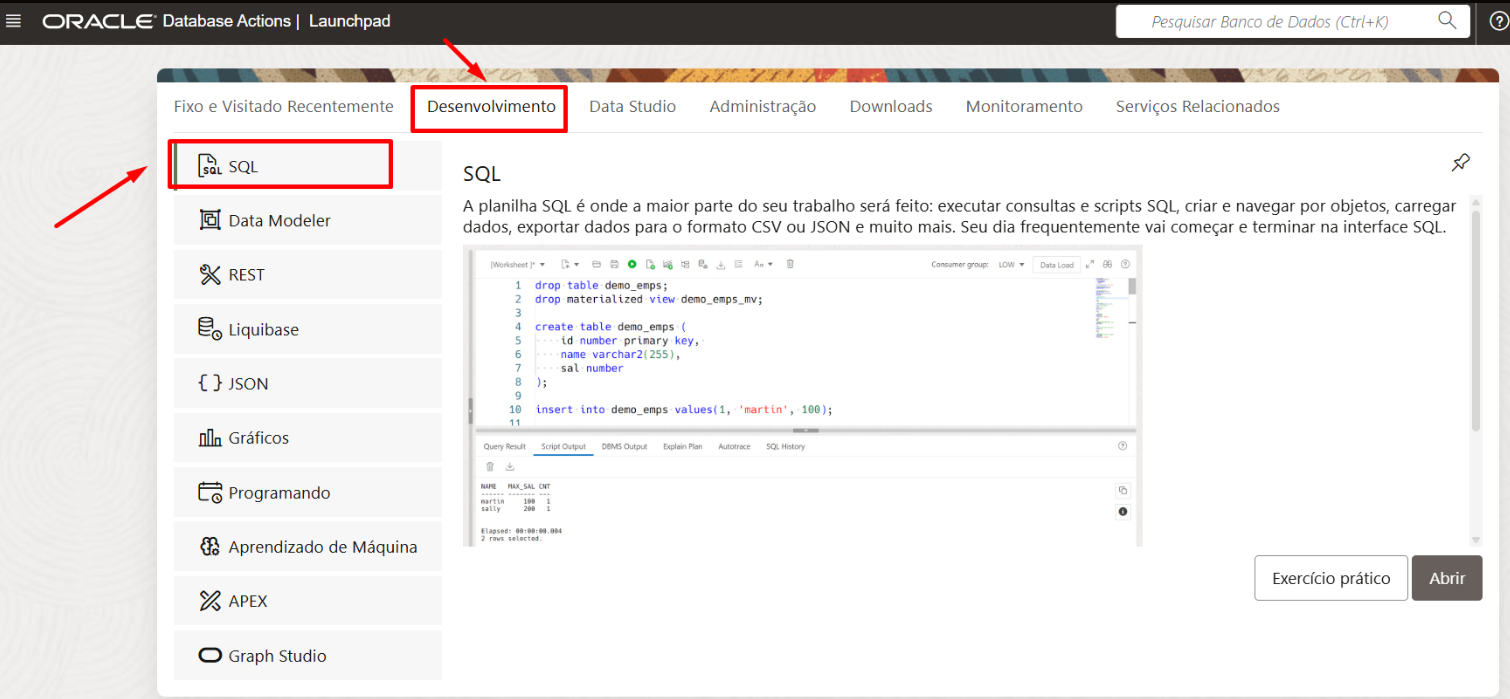 ORACLE Database Actions | Launchpad
Pesquisar Banco de Dados (Ctrl+K)
Fixo e Visitado Recentemente
Desenvolvimento
Data Studio
Administração
Downloads
Monitoramento
Serviços Relacionados
SQL
Data Modeler
REST
Liquibase
JSON
Gráficos
Programando
Aprendizado de Máquina
APEX
Graph Studio
SQL
A planilha SQL é onde a maior parte do seu trabalho será feito: executar consultas e scripts SQL, criar e navegar por objetos, carregar
dados, exportar dados para o formato CSV ou JSON e muito mais. Seu dia frequentemente vai começar e terminar na interface SQL.
[Worksheet ]*
Aa
Consumer group: LOW
Data Load
1 drop table demo_emps;
2 drop materialized view demo_emps_mv;
3
4 create table demo_emps (
5 id number primary key,
6 name varchar2(255),
7 sal number
8 );
9
10 insert into demo_emps values(1, 'martin', 100);
11
Query Result
Script Output
DBMS Output
Explain Plan
Autotrace
SQL History
NAME MAX_SAL CNT
------ ------- ---
martin 100 1
sally 200 1
Elapsed: 00:00:00.004
2 rows selected.
Exercício prático
Abrir